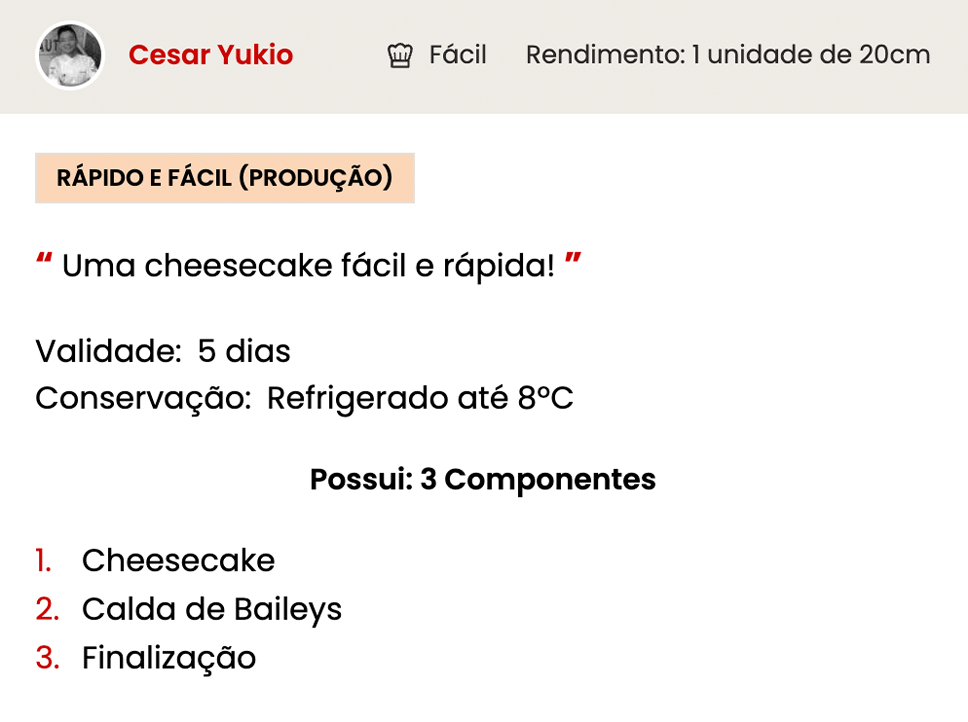 Cesar Yukio
Fácil
Rendimento: 1 unidade de 20cm
RÁPIDO E FÁCIL (PRODUÇÃO)
“ Uma cheesecake fácil e rápida! ”
Validade: 5 dias
Conservação: Refrigerado até 8°C
Possui: 3 Componentes
1. Cheesecake
2. Calda de Baileys
3. Finalização